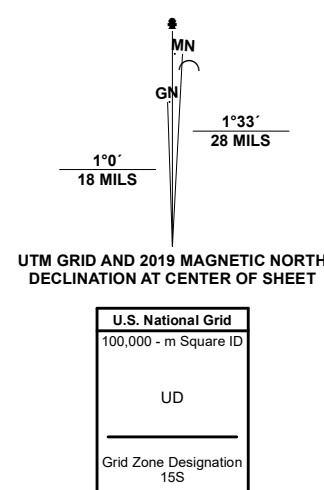 MN
GN
1°33´
28 MILS
1°0´
18 MILS
UTM GRID AND 2019 MAGNETIC NORTH
DECLINATION AT CENTER OF SHEET
U.S. National Grid
100,000 - m Square ID
UD
Grid Zone Designation
15S